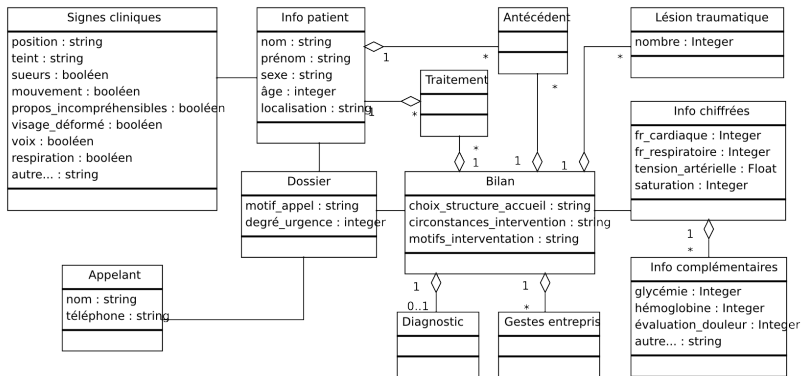 Signes cliniques
position : string
teint : string
sueurs : booléen
mouvement : booléen
propos_incompréhensibles : booléen
visage_déformé : booléen
voix : booléen
respiration : booléen
autre... : string
Info patient
nom : string
prénom : string
sexe : string
âge : integer
localisation : string
1
*
1
*
Antécédent
*
Traitement
*
1
1
1
*
Lésion traumatique
nombre : Integer
Info chiffrées
fr_cardiaque : Integer
fr_respiratoire : Integer
tension_artérielle : Float
saturation : Integer
1
*
Dossier
motif_appel : string
degré_urgence : integer
Bilan
choix_structure_accueil : string
circonstances_intervention : string
motifs_interventation : string
1
0..1
1
*
Info complémentaires
glycémie : Integer
hémoglobine : Integer
évaluation_douleur : Integer
autre... : string
Appelant
nom : string
téléphone : string
Diagnostic
Gestes entrepris